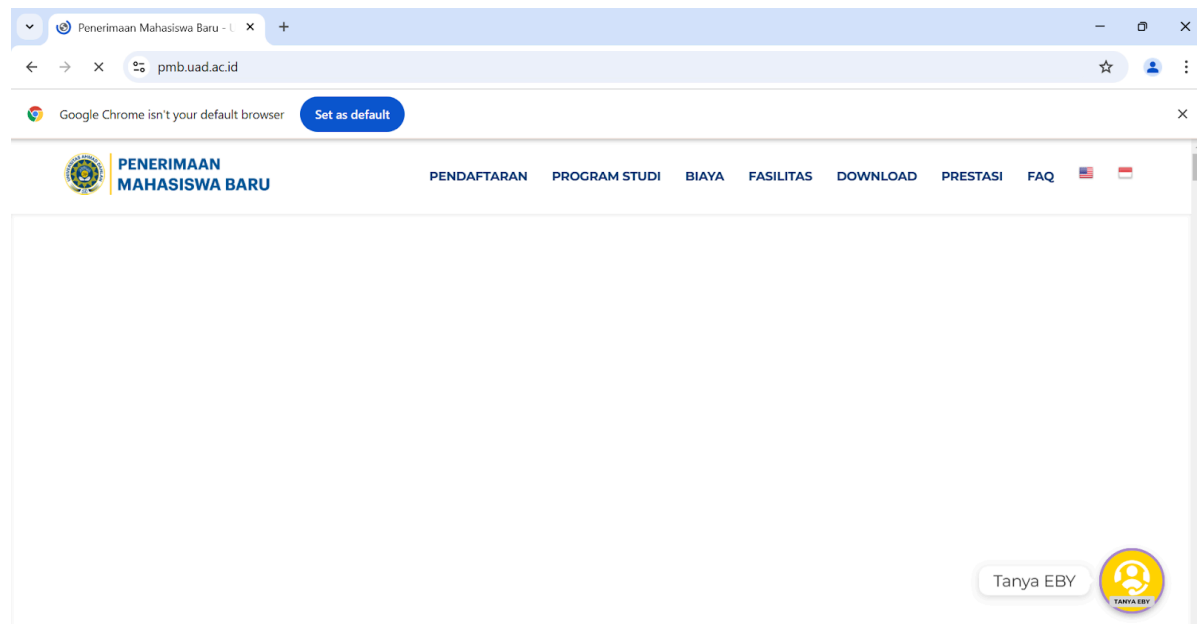 Penerimaan Mahasiswa Baru - U
pmb.uad.ac.id
Google Chrome isn't your default browser Set as default
PENERIMAAN
MAHASISWA BARU
PENDAFTARAN PROGRAM STUDI BIAYA FASILITAS DOWNLOAD PRESTASI FAQ
Tanya EBY
TANYA EBY